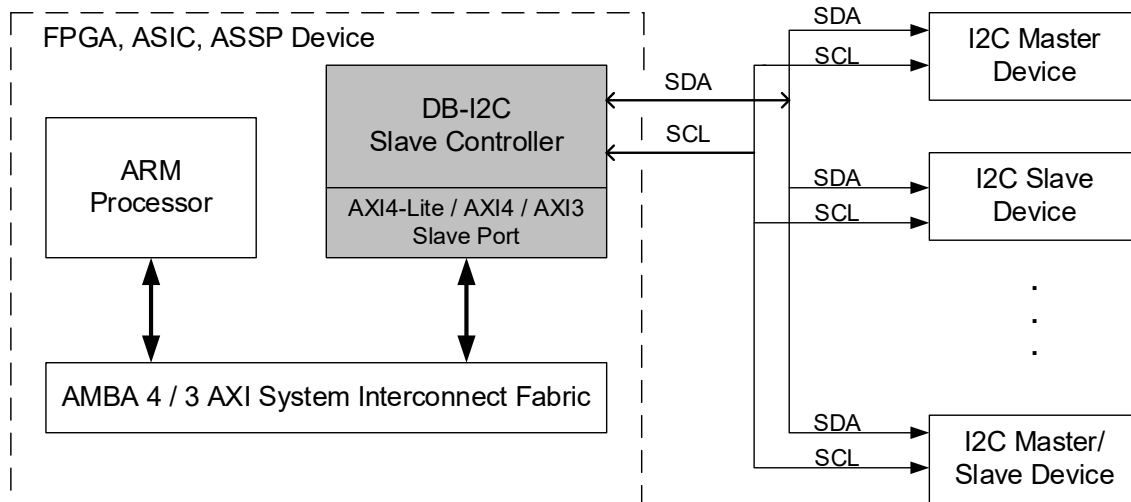 FPGA, ASIC, ASSP Device
DB-I2C
Slave Controller
AXI4-Lite / AXI4 / AXI3
Slave Port
ARM
Processor
AMBA 4 / 3 AXI System Interconnect Fabric
SDA
SCL
SDA
SCL
I2C Master
Device
SDA
SCL
I2C Slave
Device
.
.
.
SDA
SCL
I2C Master/
Slave Device